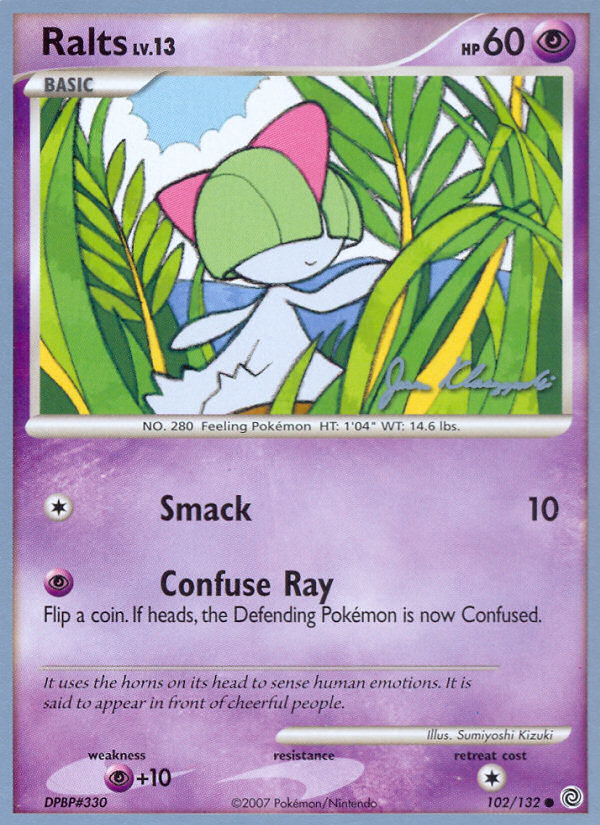 Ralts LV.13 HP 60
BASIC
NO. 280 Feeling Pokémon HT: 1'04" WT: 14.6 lbs.
Smack 10
Confuse Ray
Flip a coin. If heads, the Defending Pokémon is now Confused.
It uses the horns on its head to sense human emotions. It is
said to appear in front of cheerful people.
Illus. Sumiyoshi Kizuki
weakness resistance retreat cost
+10
DPBP#330 ©2007 Pokémon/Nintendo 102/132